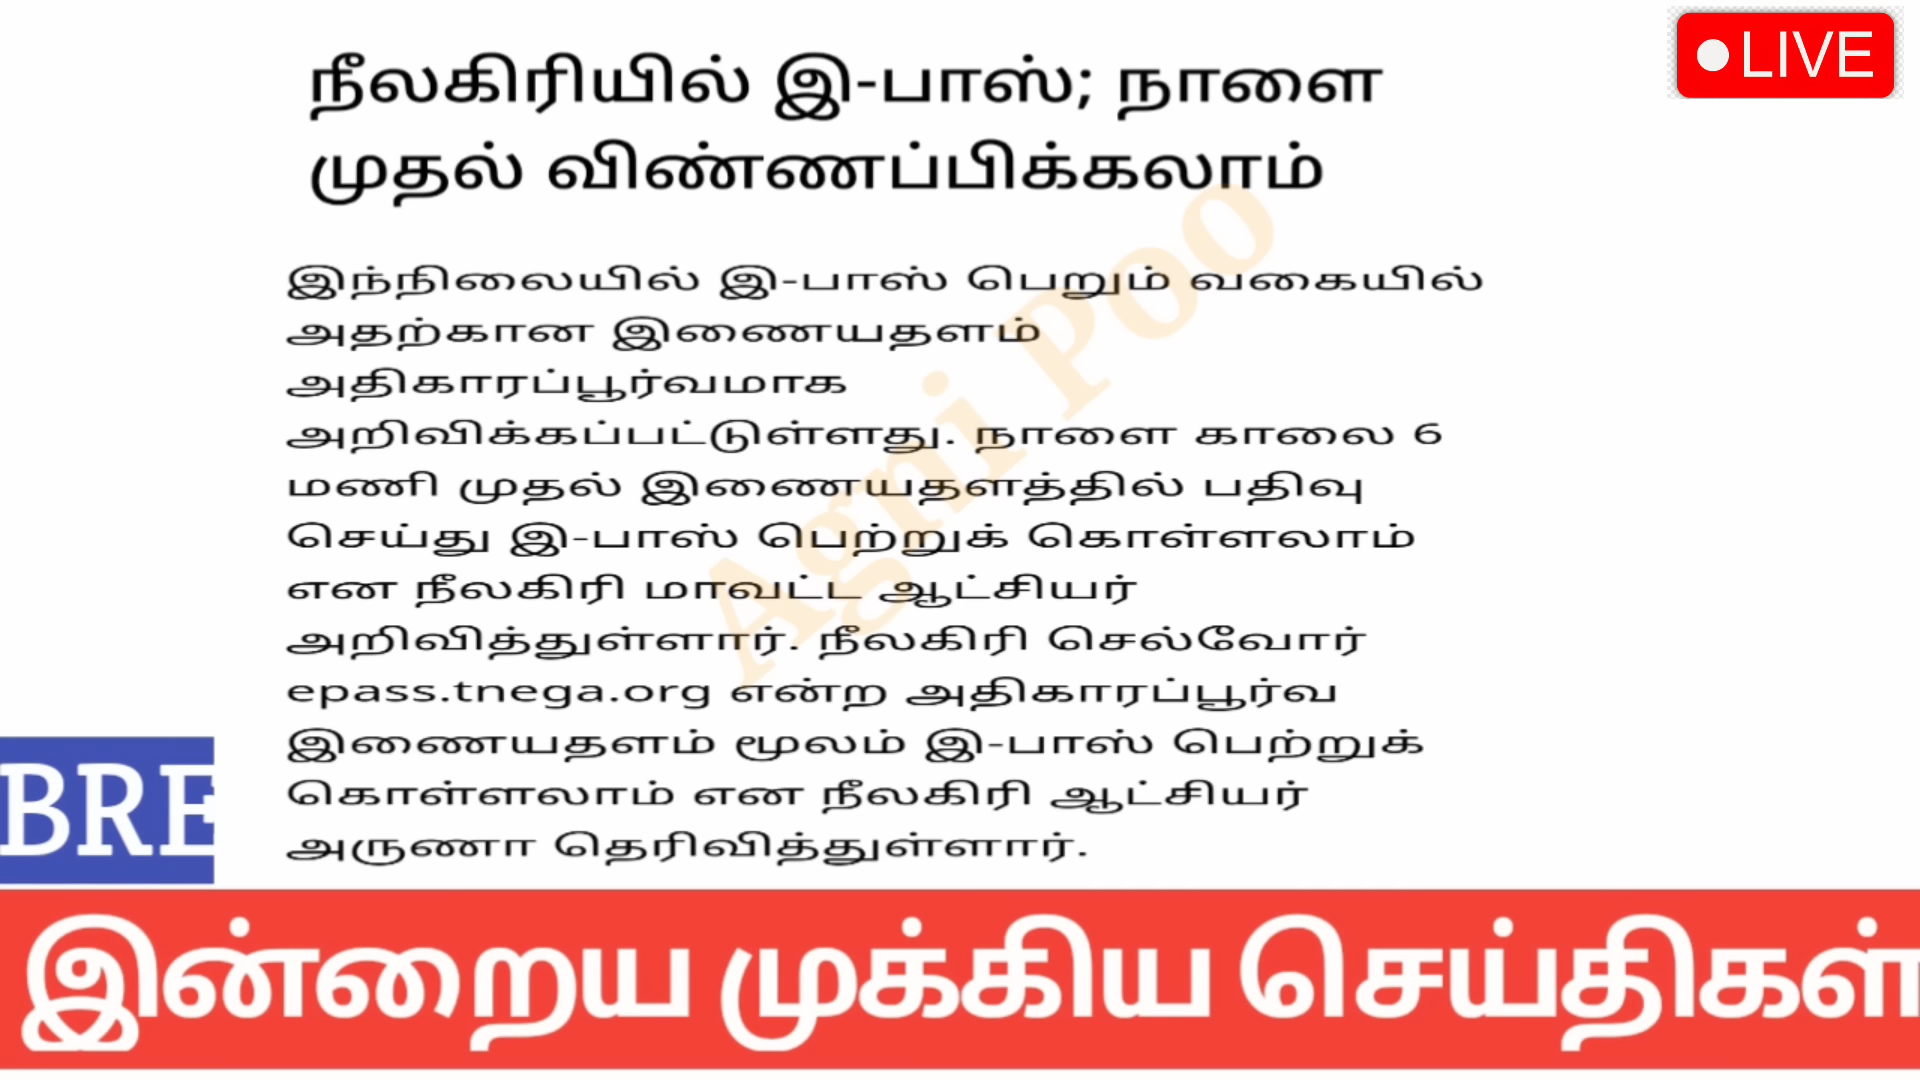 LIVE
நீலகிரியில் இ-பாஸ்; நாளை
முதல் விண்ணப்பிக்கலாம்
இந்நிலையில் இ-பாஸ் பெறும் வகையில்
அதற்கான இணையதளம்
அதிகாரப்பூர்வமாக
அறிவிக்கப்பட்டுள்ளது. நாளை காலை 6
மணி முதல் இணையதளத்தில் பதிவு
செய்து இ-பாஸ் பெற்றுக் கொள்ளலாம்
என நீலகிரி மாவட்ட ஆட்சியர்
அறிவித்துள்ளார். நீலகிரி செல்வோர்
epass.tnega.org என்ற அதிகாரப்பூர்வ
இணையதளம் மூலம் இ-பாஸ் பெற்றுக்
கொள்ளலாம் என நீலகிரி ஆட்சியர்
அருணா தெரிவித்துள்ளார்.
Agni Poo
BRE
இன்றைய முக்கிய செய்திகள்